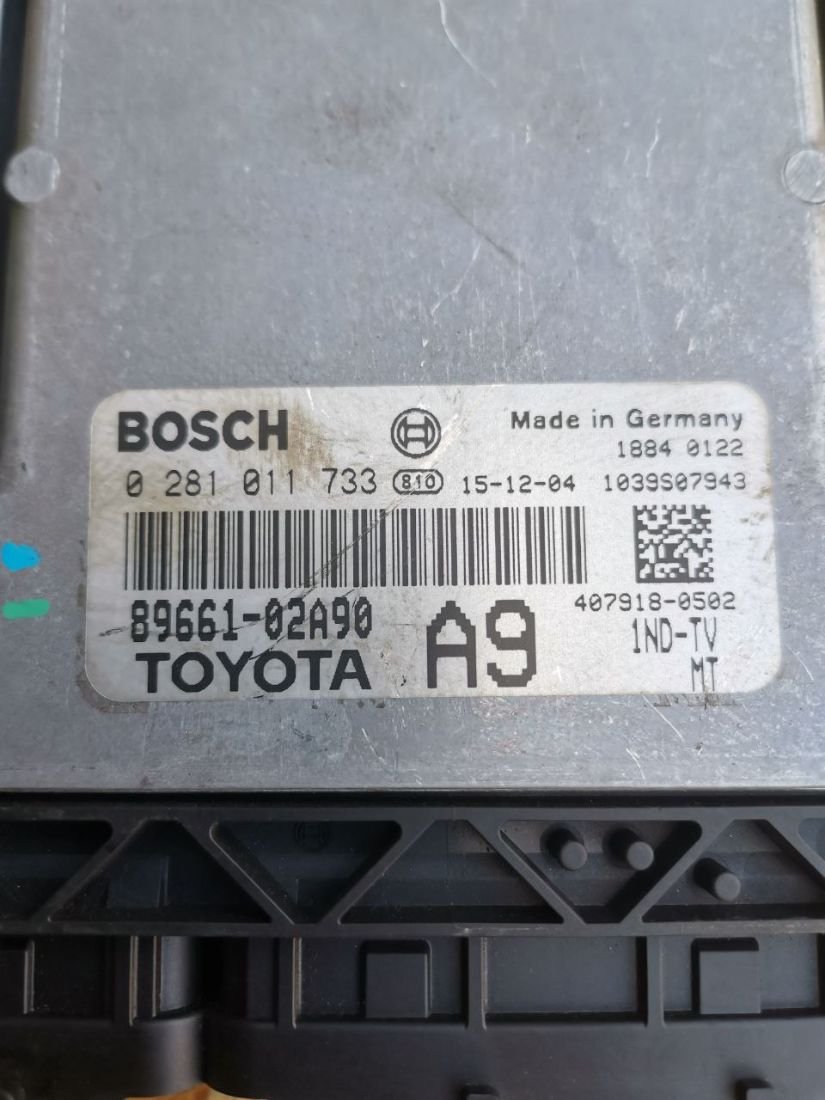 BOSCH
Made in Germany
1884 0122
0 281 011 733 810 15-12-04 1039S07943
89661-02A90
A9
407918-0502
1ND-TV
TOYOTA
MT